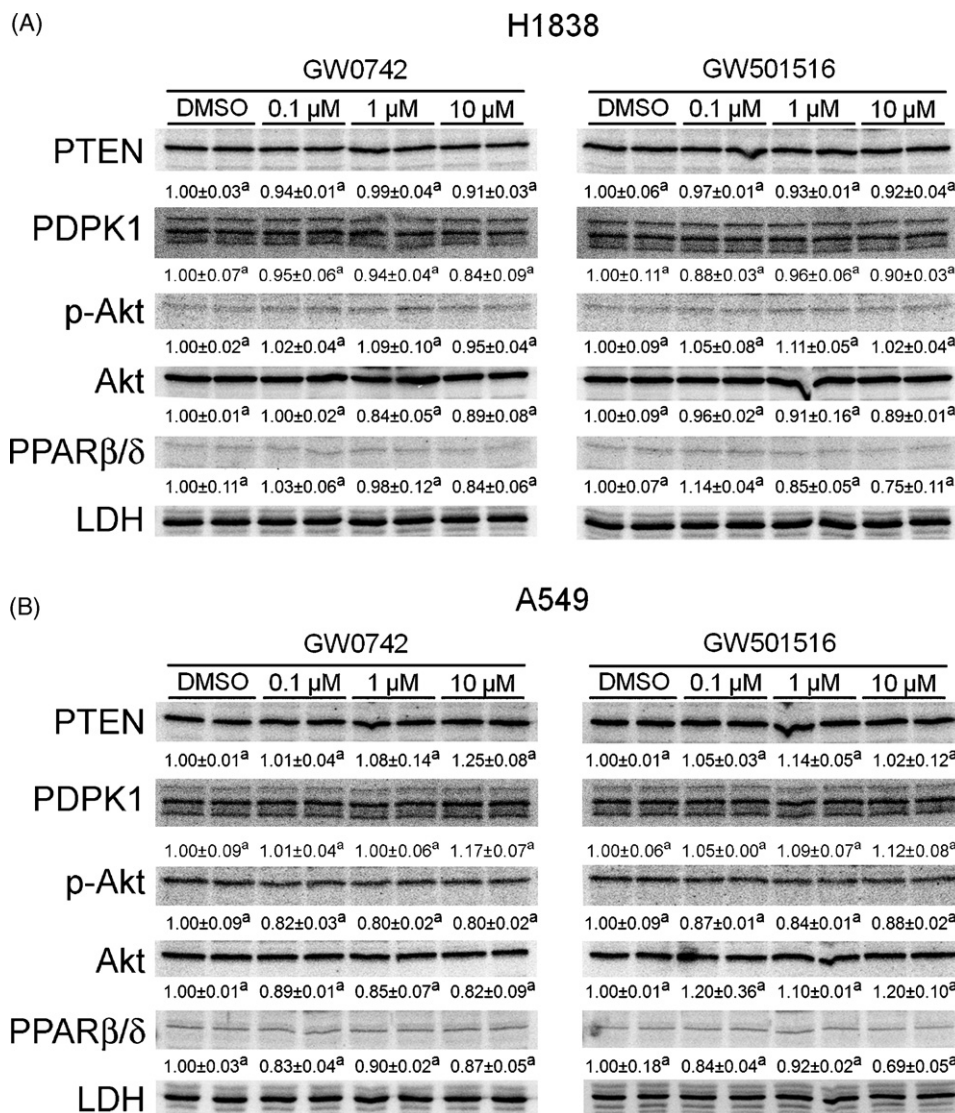 (A)
H1838
GW0742 GW501516
DMSO 0.1 µM 1 µM 10 µM DMSO 0.1 µM 1 µM 10 µM
PTEN
1.00±0.03a 0.94±0.01a 0.99±0.04a 0.91±0.03a 1.00±0.06a 0.97±0.01a 0.93±0.01a 0.92±0.04a
PDPK1
1.00±0.07a 0.95±0.06a 0.94±0.04a 0.84±0.09a 1.00±0.11a 0.88±0.03a 0.96±0.06a 0.90±0.03a
p-Akt
1.00±0.02a 1.02±0.04a 1.09±0.10a 0.95±0.04a 1.00±0.09a 1.05±0.08a 1.11±0.05a 1.02±0.04a
Akt
1.00±0.01a 1.00±0.02a 0.84±0.05a 0.89±0.08a 1.00±0.09a 0.96±0.02a 0.91±0.16a 0.89±0.01a
PPARβ/δ
1.00±0.11a 1.03±0.06a 0.98±0.12a 0.84±0.06a 1.00±0.07a 1.14±0.04a 0.85±0.05a 0.75±0.11a
LDH
(B)
A549
GW0742 GW501516
DMSO 0.1 µM 1 µM 10 µM DMSO 0.1 µM 1 µM 10 µM
PTEN
1.00±0.01a 1.01±0.04a 1.08±0.14a 1.25±0.08a 1.00±0.01a 1.05±0.03a 1.14±0.05a 1.02±0.12a
PDPK1
1.00±0.09a 1.01±0.04a 1.00±0.06a 1.17±0.07a 1.00±0.06a 1.05±0.00a 1.09±0.07a 1.12±0.08a
p-Akt
1.00±0.09a 0.82±0.03a 0.80±0.02a 0.80±0.02a 1.00±0.09a 0.87±0.01a 0.84±0.01a 0.88±0.02a
Akt
1.00±0.01a 0.89±0.01a 0.85±0.07a 0.82±0.09a 1.00±0.01a 1.20±0.36a 1.10±0.01a 1.20±0.10a
PPARβ/δ
1.00±0.03a 0.83±0.04a 0.90±0.02a 0.87±0.05a 1.00±0.18a 0.84±0.04a 0.92±0.02a 0.69±0.05a
LDH